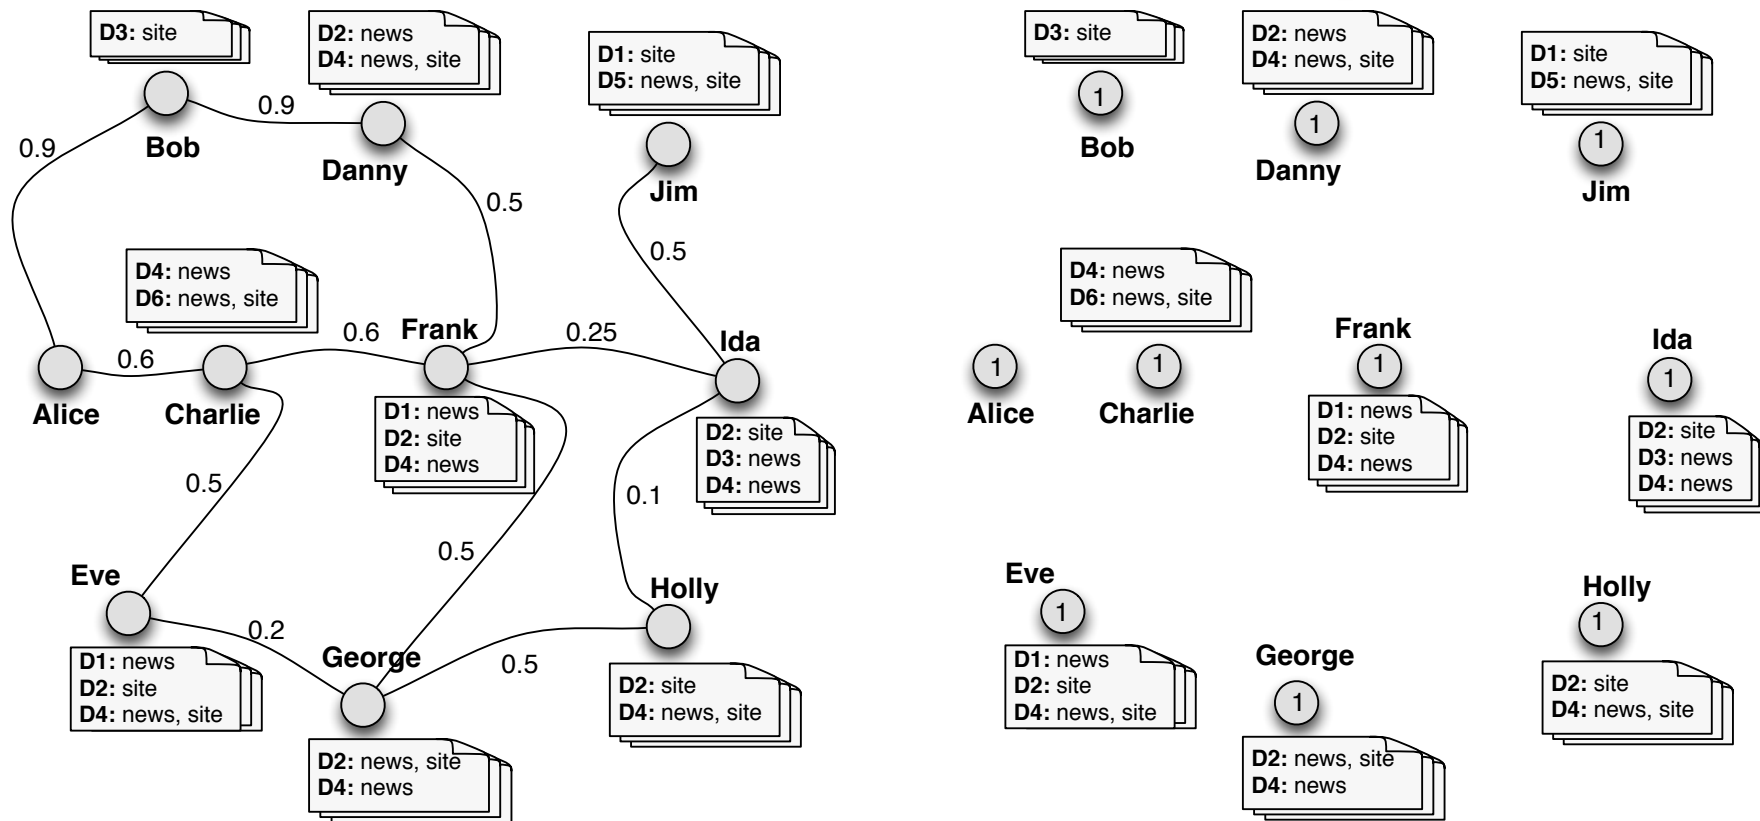 D3: site
D2: news
D4: news, site
D1: site
D5: news, site
0.9
0.9
Bob
Danny
Jim
0.5
0.5
D4: news
D6: news, site
0.6
0.6
Frank
0.25
Ida
Alice
Charlie
D1: news
D2: site
D4: news
D2: site
D3: news
D4: news
0.5
0.1
0.5
Eve
Holly
0.2
George
0.5
D1: news
D2: site
D4: news, site
D2: site
D4: news, site
D2: news, site
D4: news
D3: site
D2: news
D4: news, site
D1: site
D5: news, site
1
1
1
Bob
Danny
Jim
D4: news
D6: news, site
Frank
Ida
1
1
1
1
Alice
Charlie
D1: news
D2: site
D4: news
D2: site
D3: news
D4: news
Eve
Holly
1
1
George
D1: news
D2: site
D4: news, site
1
D2: site
D4: news, site
D2: news, site
D4: news